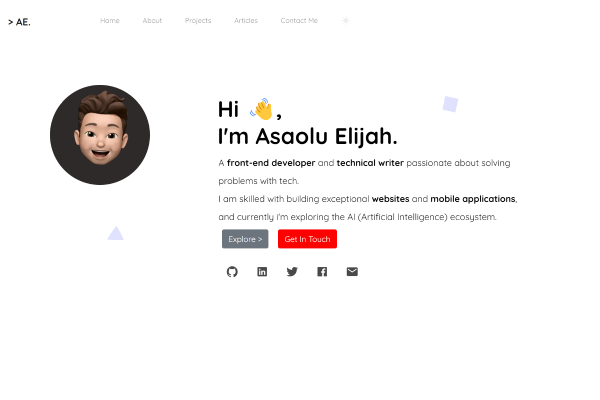 > AE.
Home About Projects Articles Contact Me
Hi 👋,
I'm Asaolu Elijah.
A front-end developer and technical writer passionate about solving
problems with tech.
I am skilled with building exceptional websites and mobile applications,
and currently I'm exploring the AI (Artificial Intelligence) ecosystem.
Explore > Get In Touch